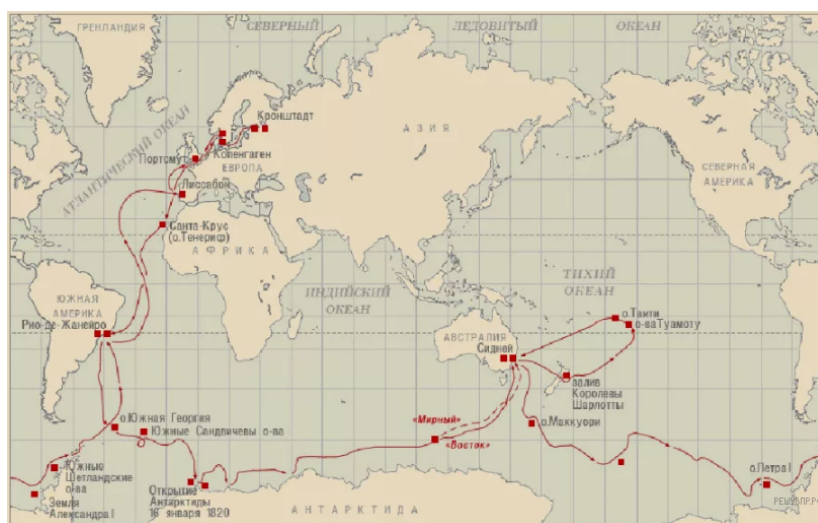 ГРЕНЛАНДИЯ
СЕВЕРНЫЙ
ЛЕДОВИТЫЙ
ОКЕАН
Кронштадт
АЗИЯ
Портсмут
Копенгаген
ЕВРОПА
АТЛАНТИЧЕСКИЙ ОКЕАН
СЕВЕРНАЯ
АМЕРИКА
Лиссабон
Санта-Крус
(о.Тенериф)
АФРИКА
ТИХИЙ
ОКЕАН
ИНДИЙСКИЙ
ОКЕАН
ЮЖНАЯ
АМЕРИКА
Рио-де-Жанейро
о.Таити
о-ва Туамоту
АВСТРАЛИЯ
Сидней
залив
Королевы
Шарлотты
о.Южная Георгия
Южные Сандвичевы о-ва
«Мирный»
«Восток»
о.Маккуори
Южные
Шетландские
о-ва
Земля
Александра I
Открытие
Антарктиды
16 января 1820
АНТАРКТИДА
о.Петра I
РЕШУВПР.РФ